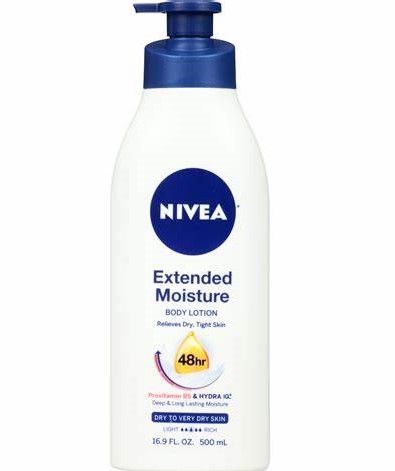 NIVEA
Extended
Moisture
BODY LOTION
Relieves Dry, Tight Skin
48hr
Provitamin B5 & HYDRA IQ
Deep & Long Lasting Moisture
DRY TO VERY DRY SKIN
LIGHT RICH
16.9 FL. OZ. 500 mL